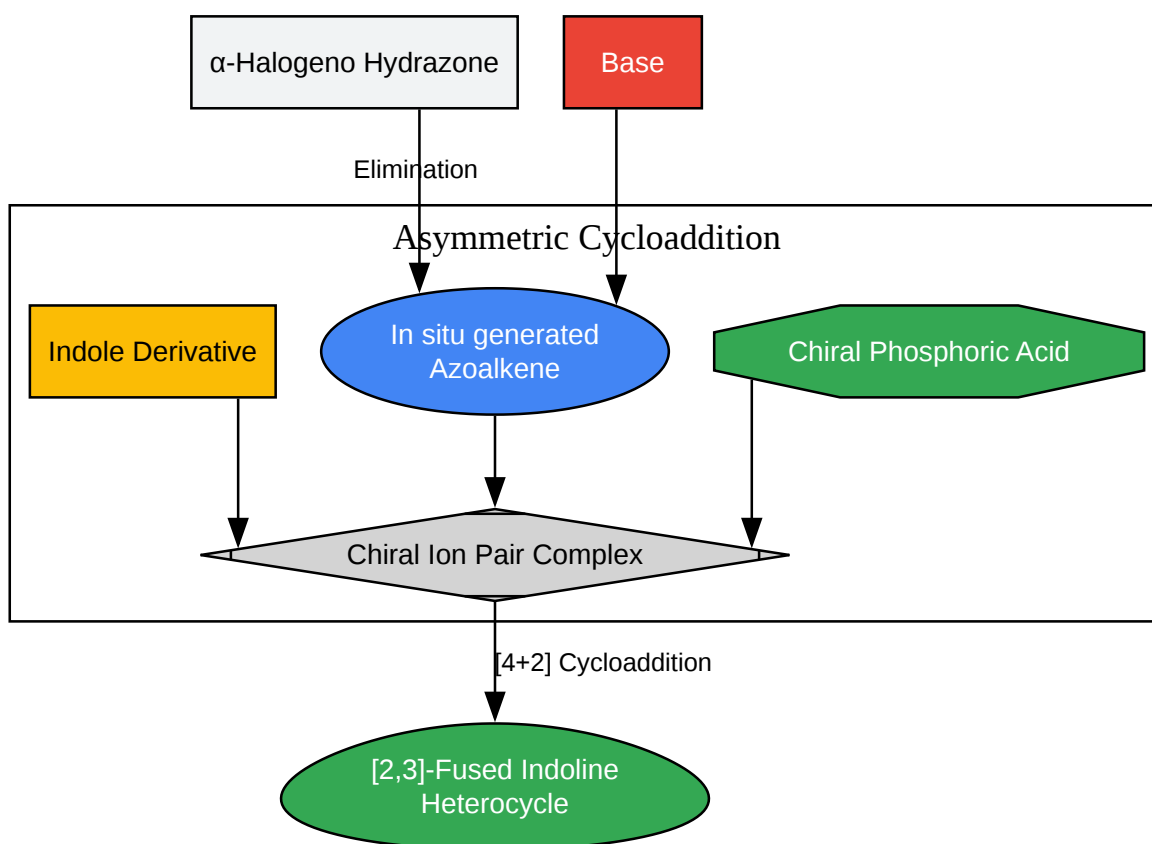 α-Halogeno Hydrazone
Base
Elimination
Asymmetric Cycloaddition
Indole Derivative
In situ generated
Azoalkene
Chiral Phosphoric Acid
Chiral Ion Pair Complex
[4+2] Cycloaddition
[2,3]-Fused Indoline
Heterocycle